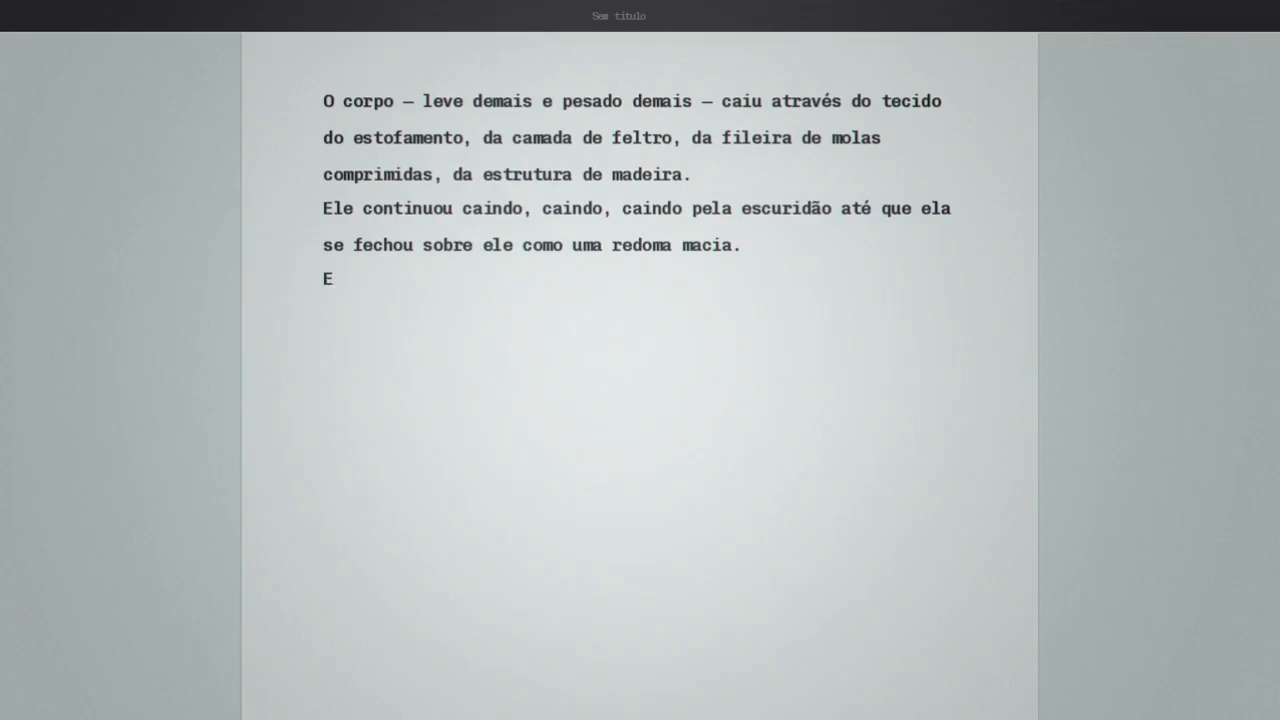 Sem título
O corpo — leve demais e pesado demais — caiu através do tecido
do estofamento, da camada de feltro, da fileira de molas
comprimidas, da estrutura de madeira.
Ele continuou caindo, caindo, caindo pela escuridão até que ela
se fechou sobre ele como uma redoma macia.
E